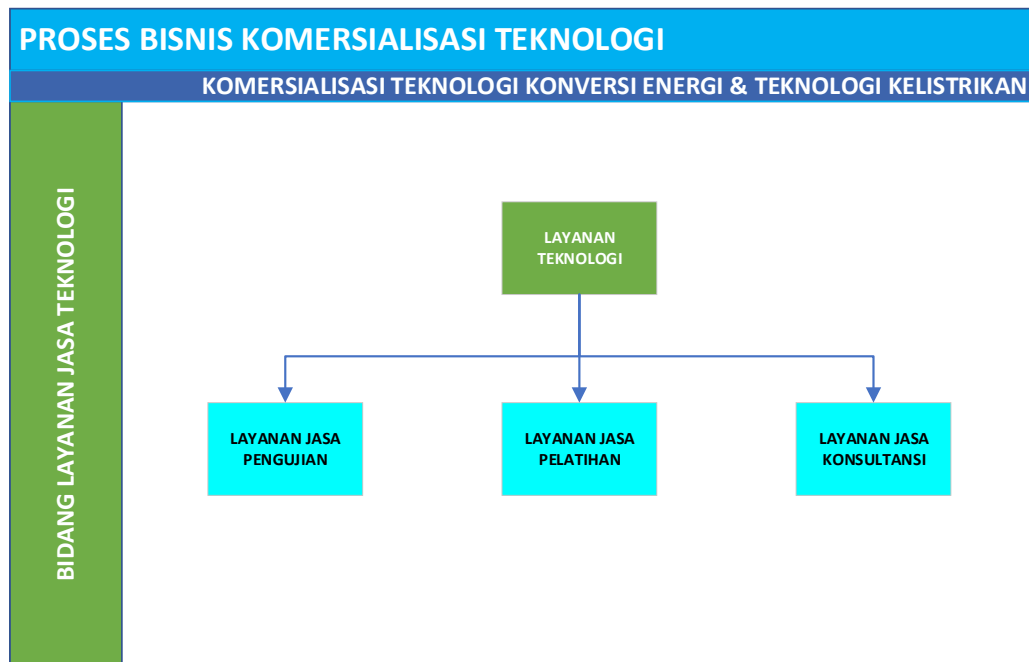 PROSES BISNIS KOMERSIALISASI TEKNOLOGI
KOMERSIALISASI TEKNOLOGI KONVERSI ENERGI & TEKNOLOGI KELISTRIKAN
BIDANG LAYANAN JASA TEKNOLOGI
LAYANAN
TEKNOLOGI
LAYANAN JASA
PENGUJIAN
LAYANAN JASA
PELATIHAN
LAYANAN JASA
KONSULTANSI